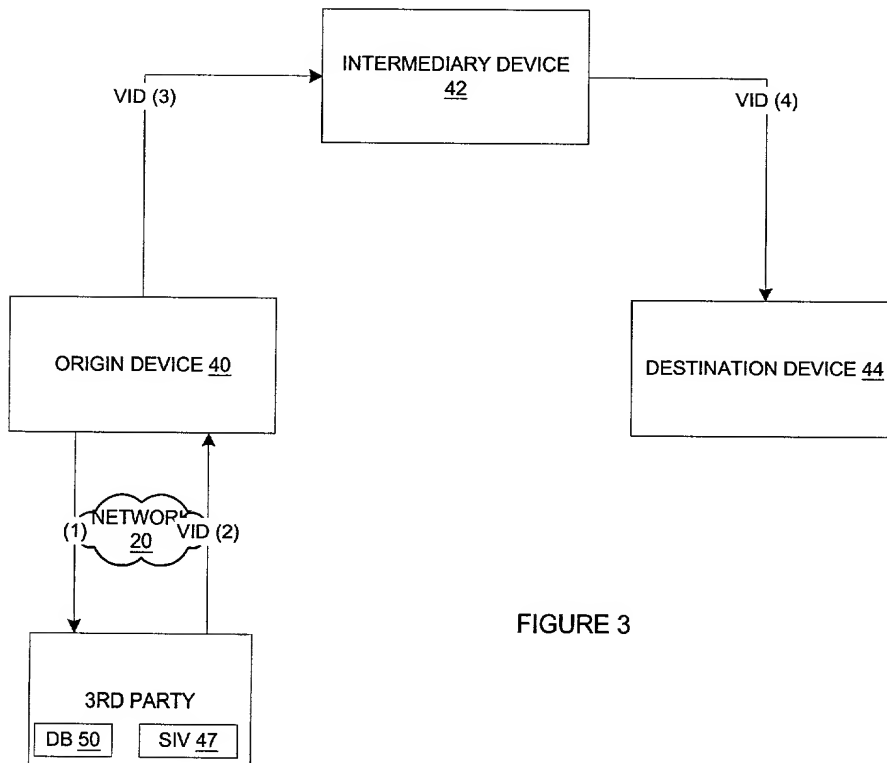 INTERMEDIARY DEVICE
42
VID (3)
VID (4)
ORIGIN DEVICE 40
DESTINATION DEVICE 44
(1)
NETWORK
20
VID (2)
FIGURE 3
3RD PARTY
DB 50
SIV 47